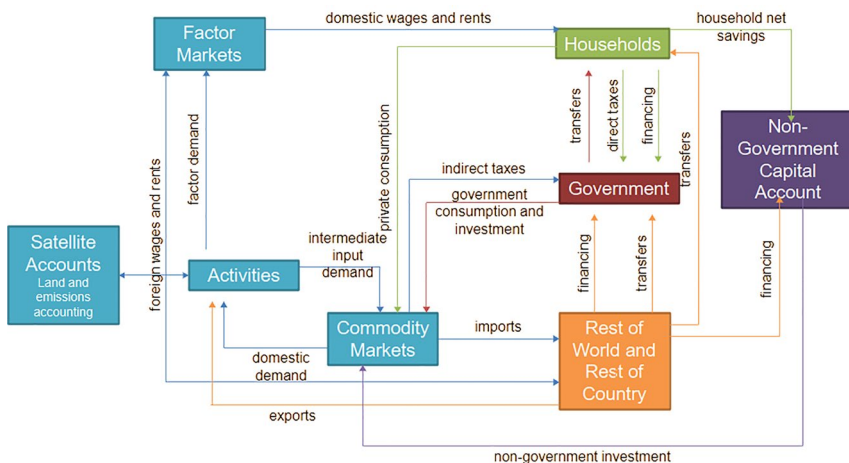 domestic wages and rents
household net
savings
Factor
Markets
Households
private consumption
transfers
direct taxes
financing
transfers
Non-
Government
Capital
Account
factor demand
foreign wages and rents
indirect taxes
Government
government
consumption and
investment
Satellite
Accounts
Land and
emissions
accounting
Activities
intermediate
input
demand
financing
transfers
financing
Commodity
Markets
imports
Rest of
World and
Rest of
Country
domestic
demand
exports
non-government investment